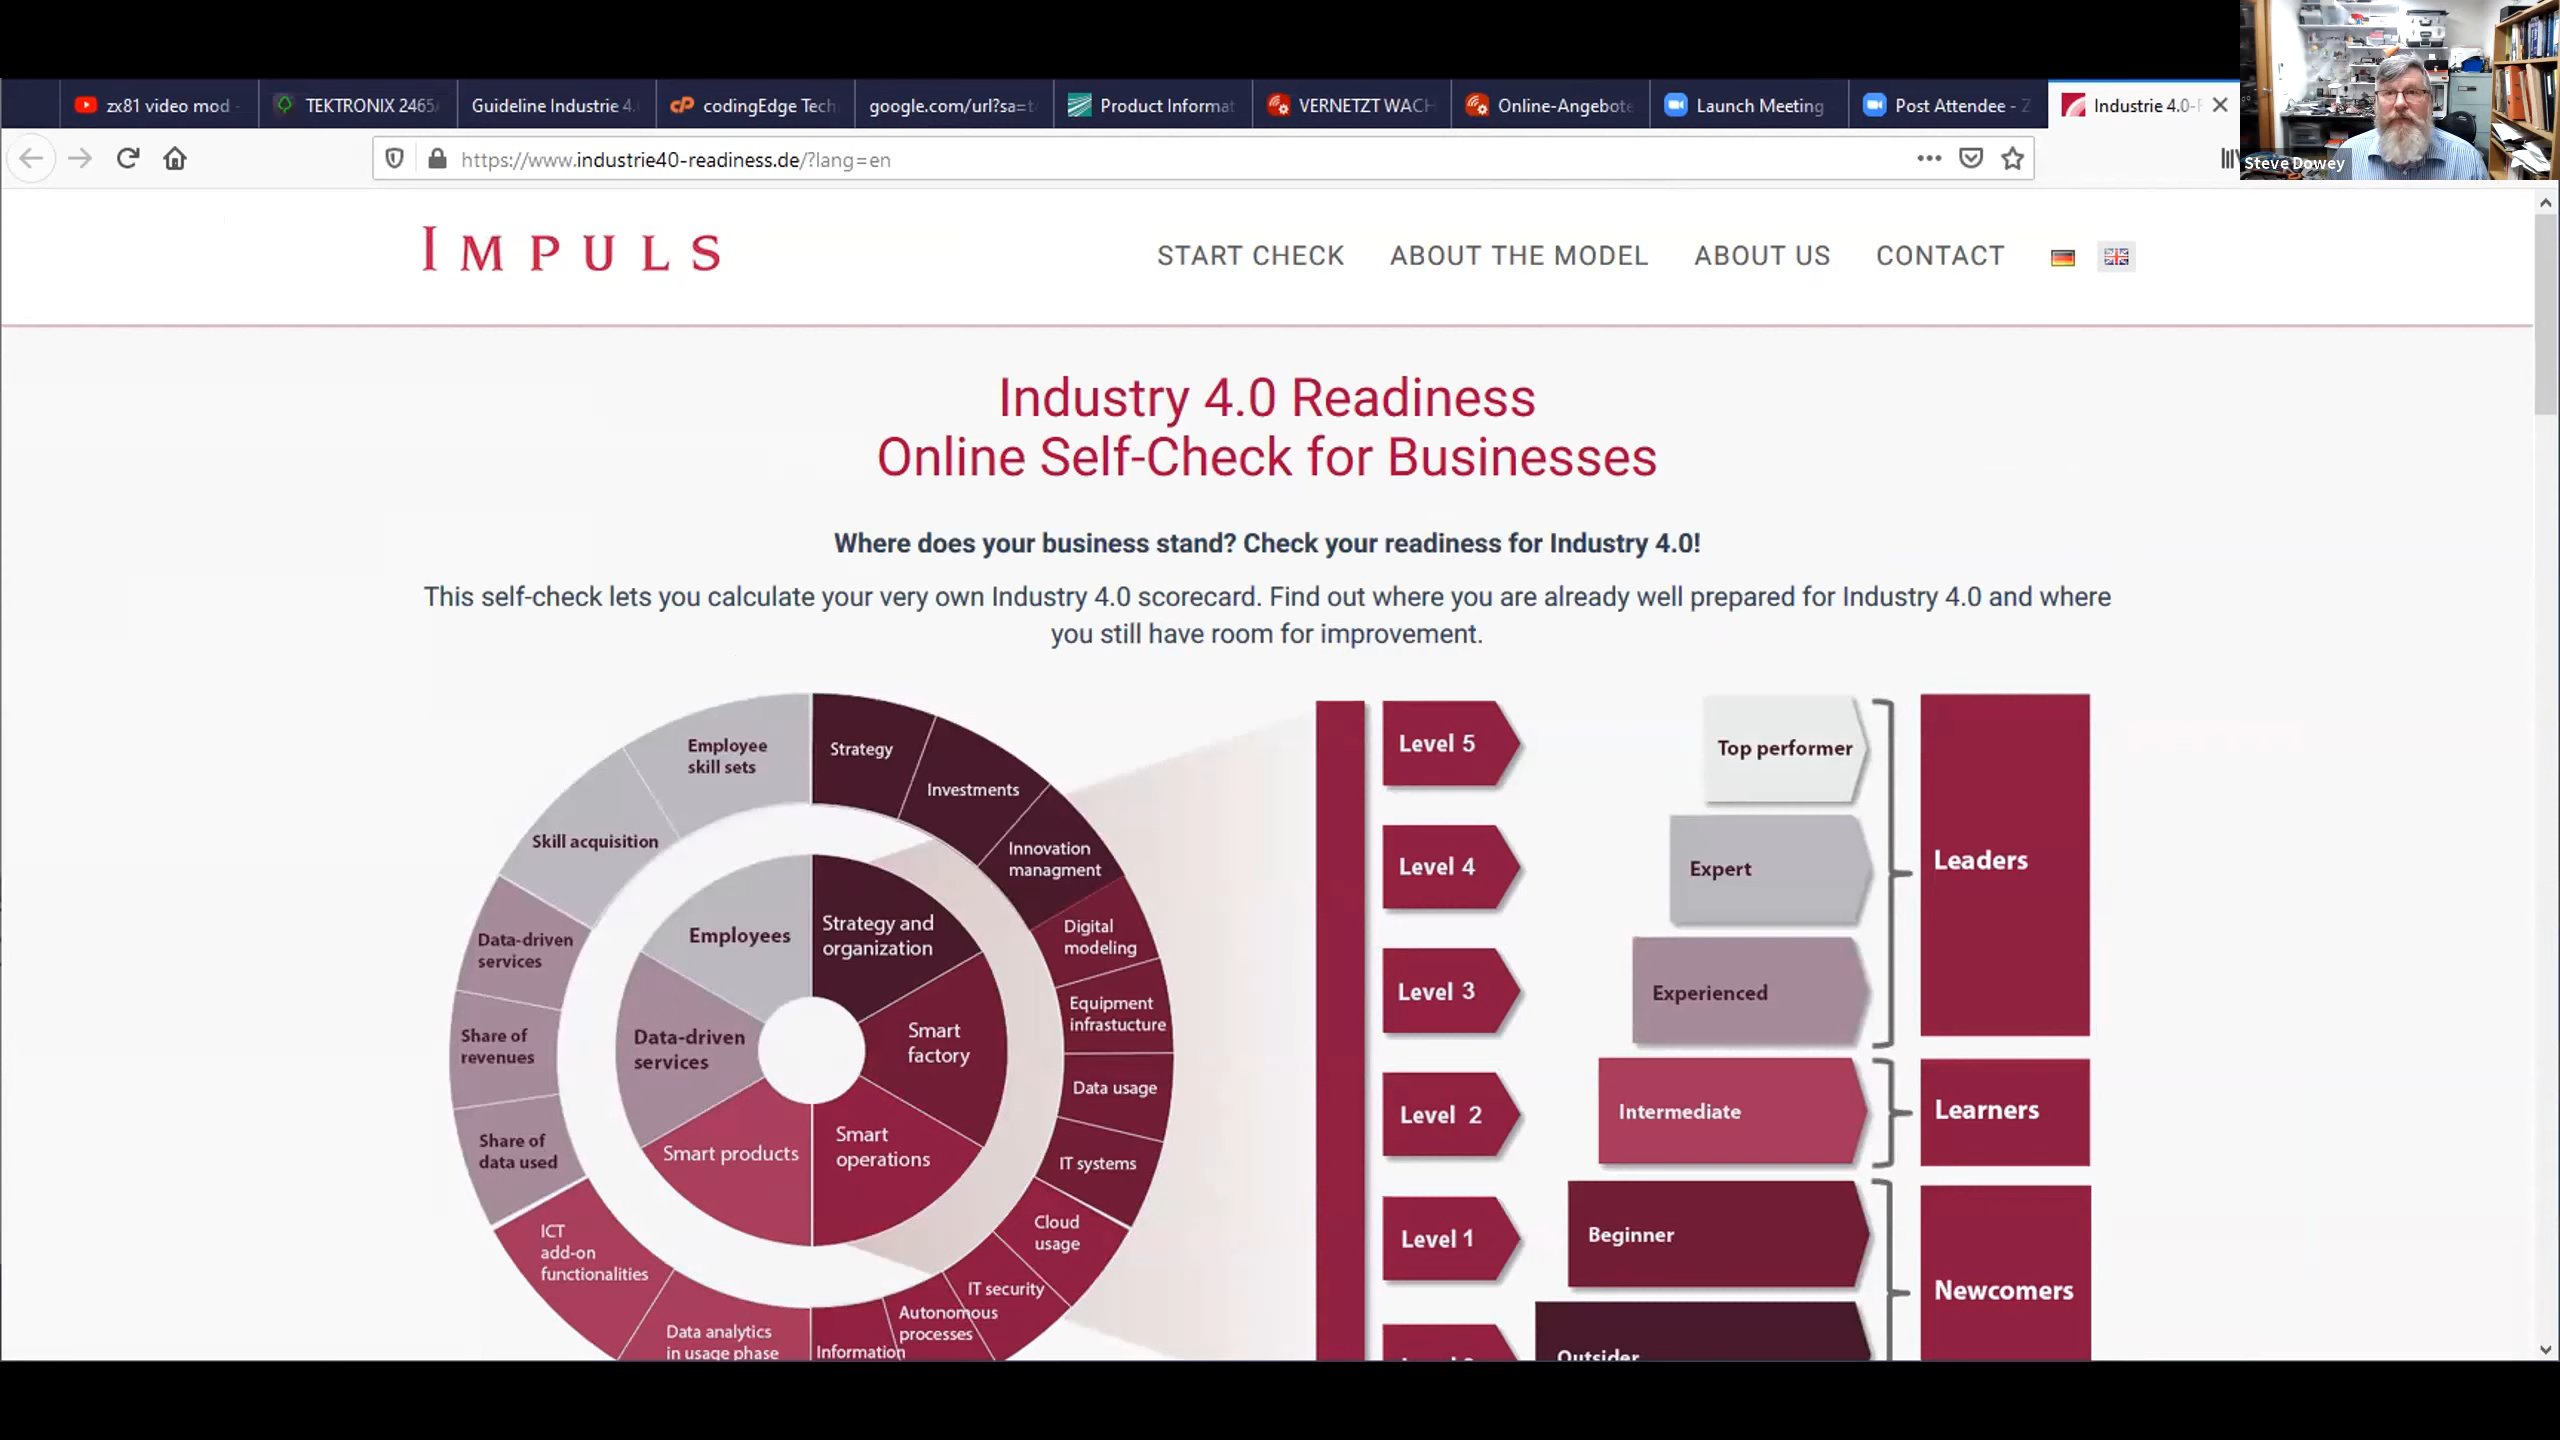 zx81 video mod -
TEKTRONIX 2465
Guideline Industrie 4.
codingEdge Tech
google.com/url?sa=t
Product Informat
VERNETZT WACH
Online-Angebote
Launch Meeting
Post Attendee - Z
Industrie 4.0-
https://www.industrie40-readiness.de/?lang=en
Steve Dowey
IMPULS
START CHECK
ABOUT THE MODEL
ABOUT US
CONTACT
Industry 4.0 Readiness
Online Self-Check for Businesses
Where does your business stand? Check your readiness for Industry 4.0!
This self-check lets you calculate your very own Industry 4.0 scorecard. Find out where you are already well prepared for Industry 4.0 and where
you still have room for improvement.
Employee
skill sets
Strategy
Investments
Innovation
managment
Skill acquisition
Digital
modeling
Data-driven
services
Equipment
infrastucture
Share of
revenues
Data usage
Share of
data used
IT systems
Cloud
usage
ICT
add-on
functionalities
IT security
Autonomous
processes
Data analytics
in usage phase
Information
Employees
Strategy and
organization
Data-driven
services
Smart
factory
Smart products
Smart
operations
Level 5
Top performer
Level 4
Expert
Leaders
Level 3
Experienced
Level 2
Intermediate
Learners
Level 1
Beginner
Newcomers
Outsider